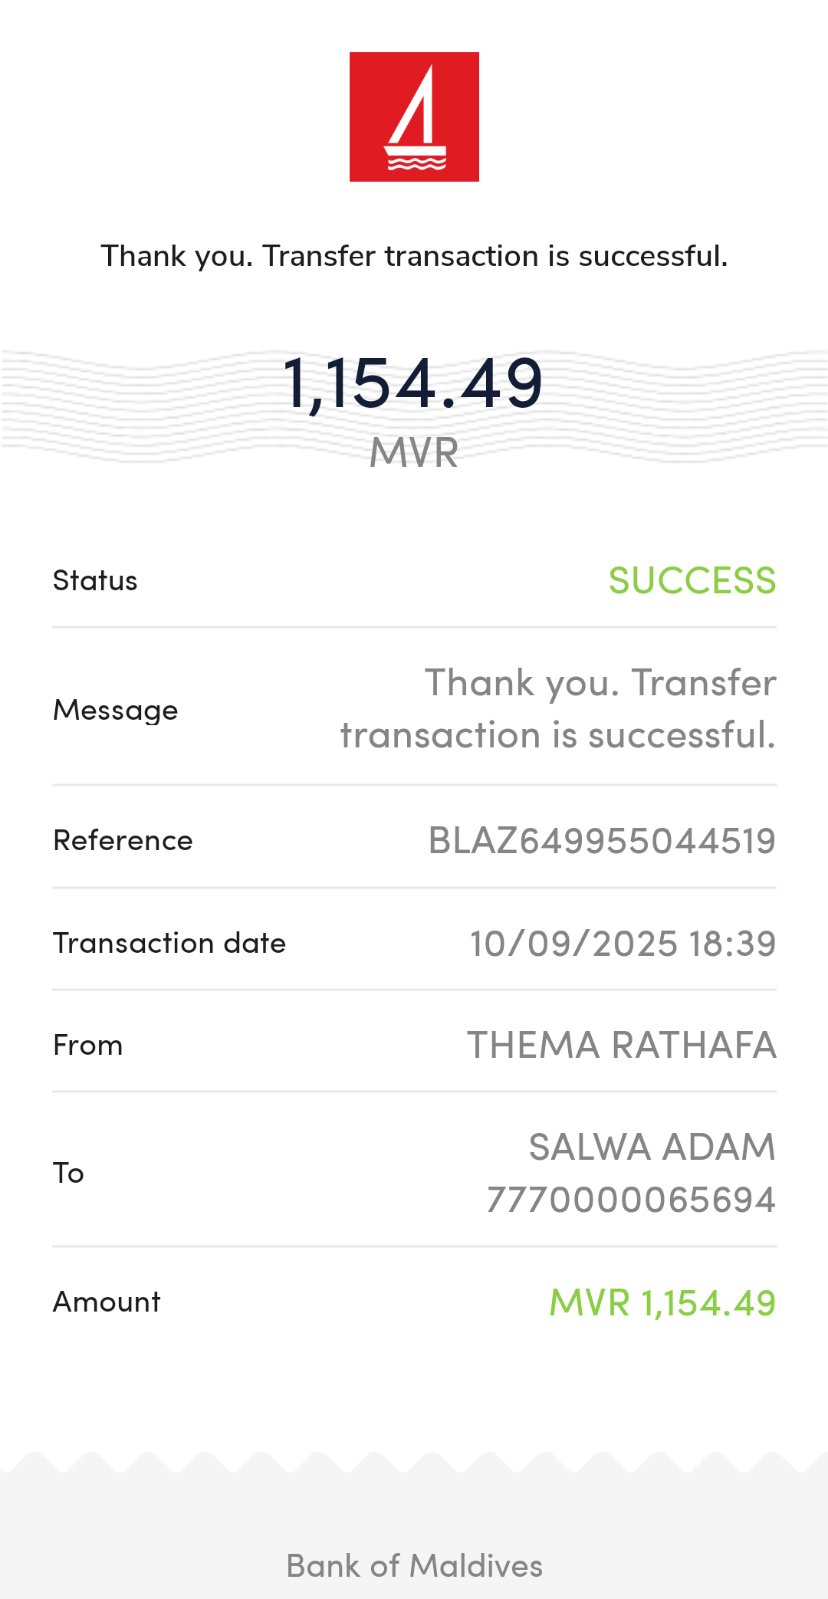 Thank you. Transfer transaction is successful.
1,154.49
MVR
Status
SUCCESS
Message
Thank you. Transfer
transaction is successful.
Reference
BLAZ649955044519
Transaction date
10/09/2025 18:39
From
THEMA RATHAFA
To
SALWA ADAM
7770000065694
Amount
MVR 1,154.49
Bank of Maldives